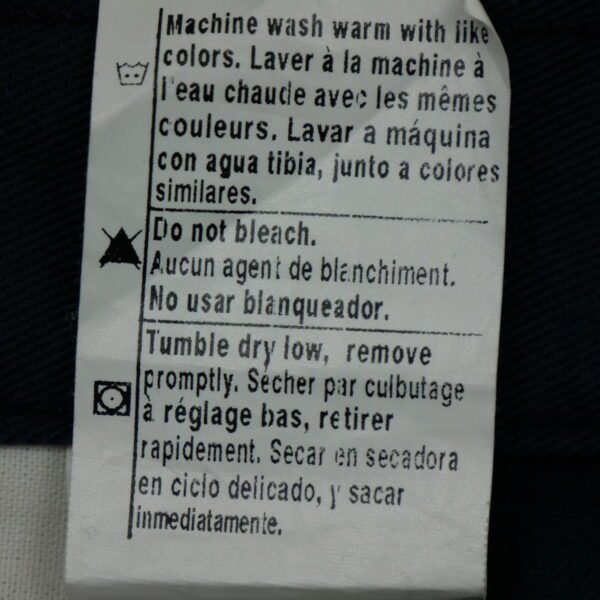 Machine wash warm with like
colors. Laver à la machine à
l'eau chaude avec les mêmes
couleurs. Lavar a máquina
con agua tibia, junto a colores
similares.
Do not bleach.
Aucun agent de blanchiment.
No usar blanqueador.
Tumble dry low, remove
promptly. Sécher par culbutage
à réglage bas, retirer
rapidement. Secar en secadora
en ciclo delicado, y sacar
inmediatamente.